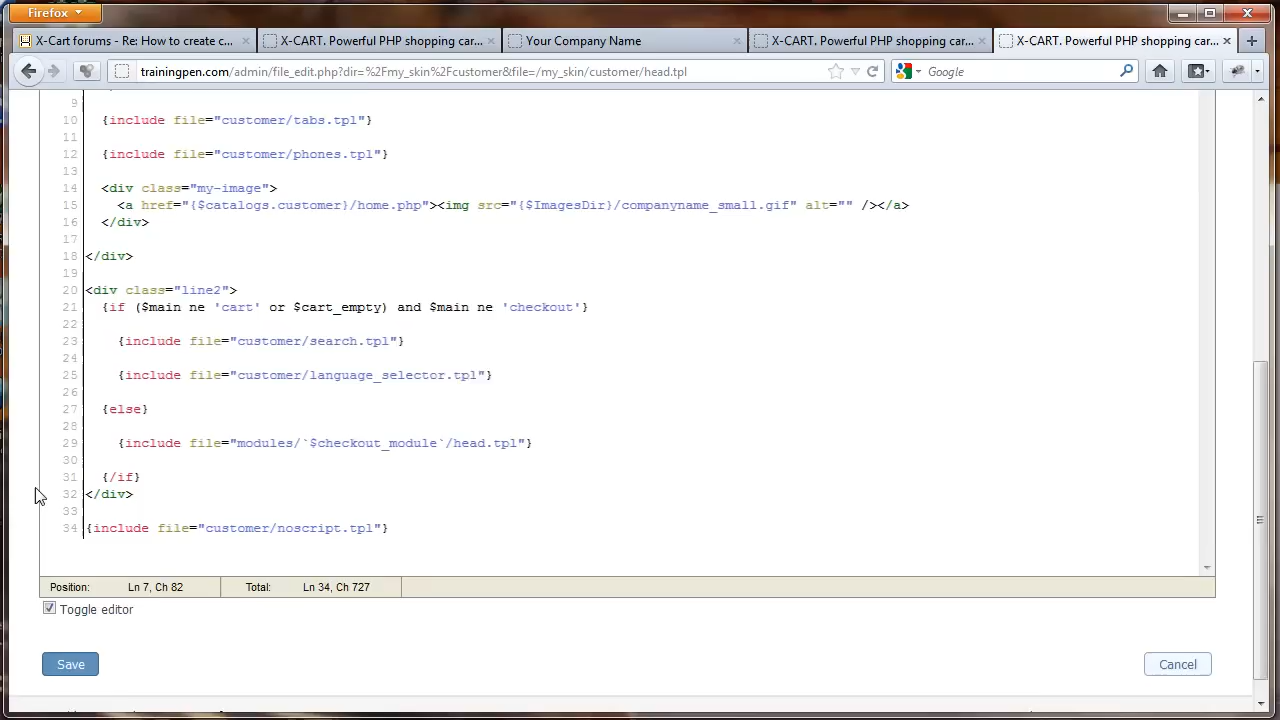 Firefox
X-Cart forums - Re: How to create c...
X-CART. Powerful PHP shopping car...
Your Company Name
X-CART. Powerful PHP shopping car...
X-CART. Powerful PHP shopping car...
trainingpen.com/admin/file_edit.php?dir=%2Fmy_skin%2Fcustomer&file=/my_skin/customer/head.tpl
Google
9
10 {include file="customer/tabs.tpl"}
11
12 {include file="customer/phones.tpl"}
13
14 <div class="my-image">
15 <a href="{$catalogs.customer}/home.php"><img src="{$ImagesDir}/companyname_small.gif" alt="" /></a>
16 </div>
17
18 </div>
19
20 <div class="line2">
21 {if ($main ne 'cart' or $cart_empty) and $main ne 'checkout'}
22
23 {include file="customer/search.tpl"}
24
25 {include file="customer/language_selector.tpl"}
26
27 {else}
28
29 {include file="modules/`$checkout_module`/head.tpl"}
30
31 {/if}
32 </div>
33
34 {include file="customer/noscript.tpl"}
Position: Ln 7, Ch 82 Total: Ln 34, Ch 727
Toggle editor
Save
Cancel